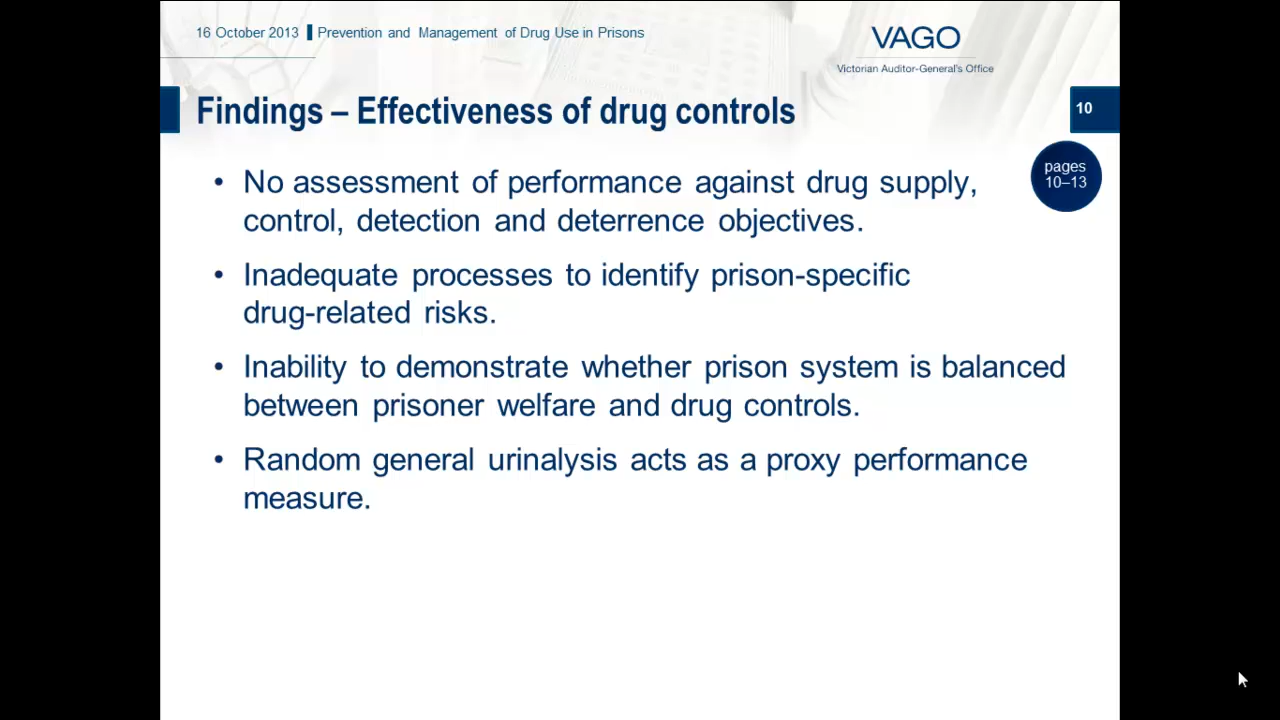 16 October 2013 Prevention and Management of Drug Use in Prisons
VAGO
Victorian Auditor-General's Office
Findings – Effectiveness of drug controls
10
pages
10–13
• No assessment of performance against drug supply,
control, detection and deterrence objectives.
• Inadequate processes to identify prison-specific
drug-related risks.
• Inability to demonstrate whether prison system is balanced
between prisoner welfare and drug controls.
• Random general urinalysis acts as a proxy performance
measure.